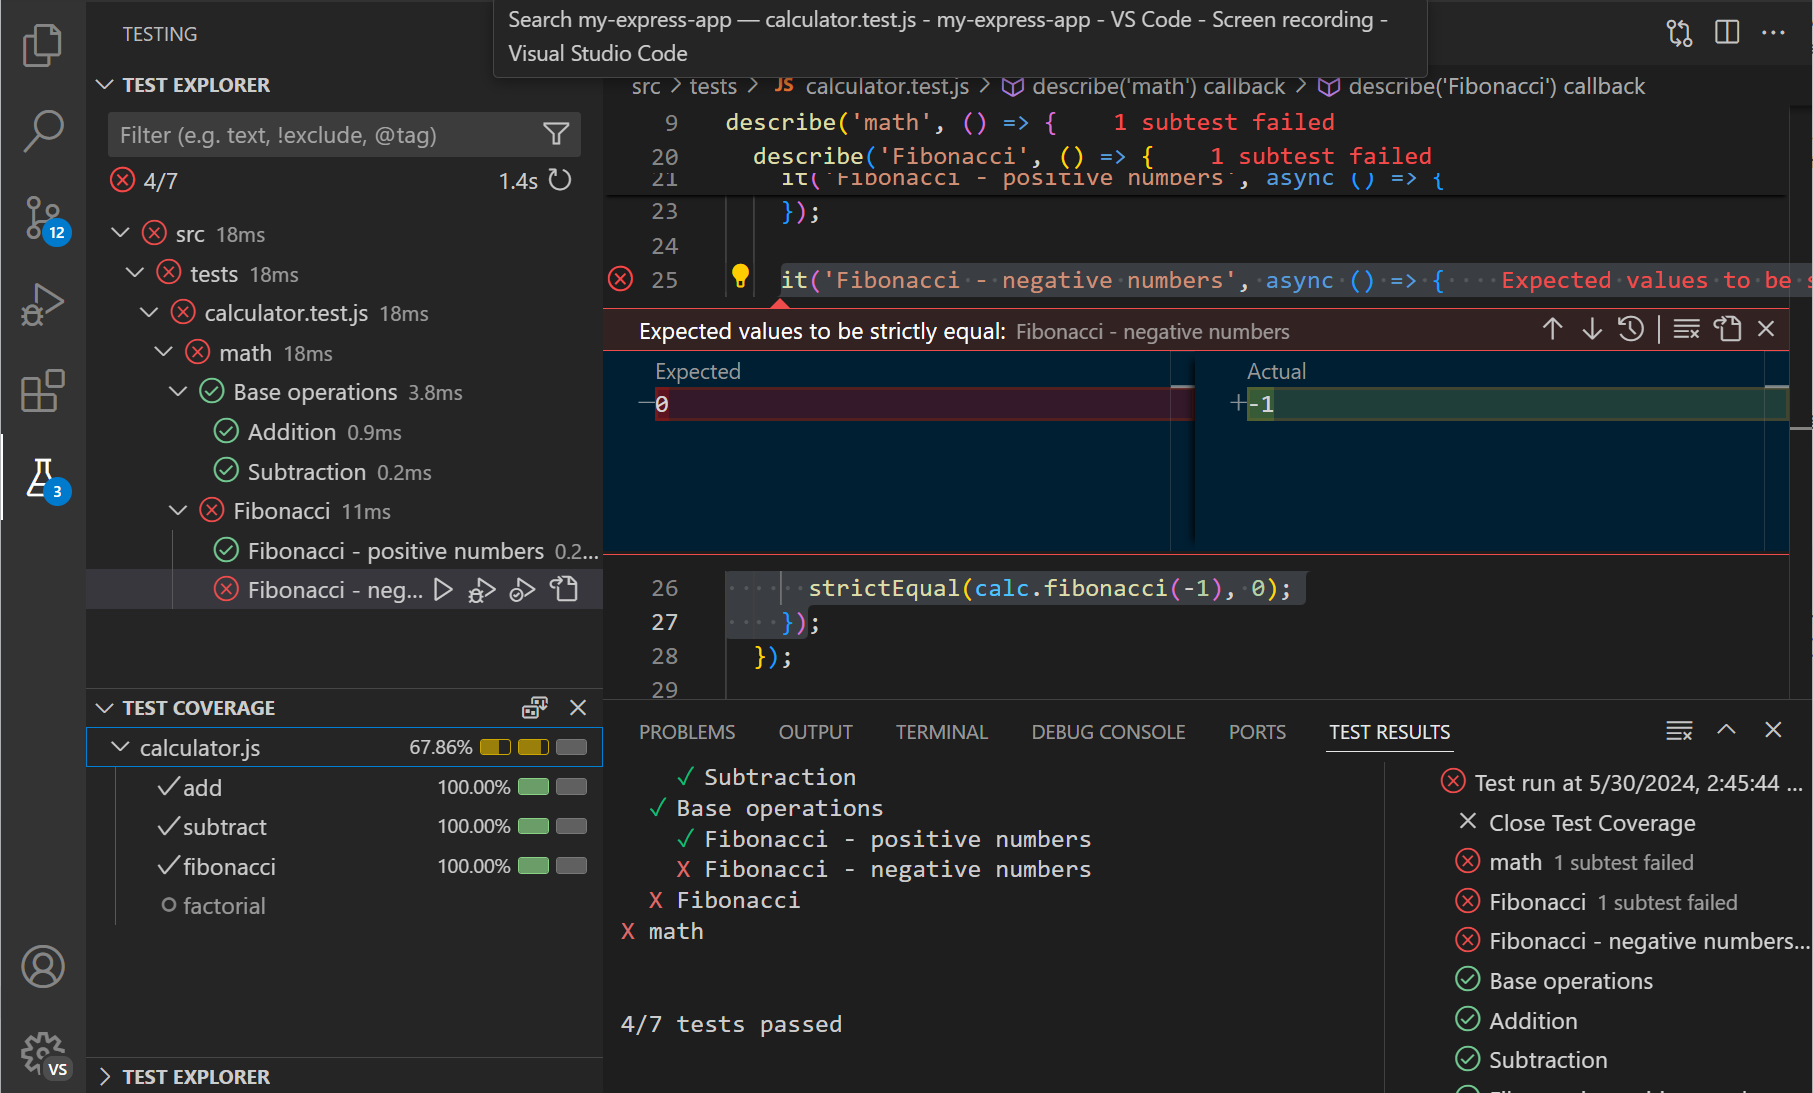 Search my-express-app — calculator.test.js - my-express-app - VS Code - Screen recording -
Visual Studio Code
TESTING
TEST EXPLORER
Filter (e.g. text, !exclude, @tag)
4/7 1.4s
src 18ms
tests 18ms
calculator.test.js 18ms
math 18ms
Base operations 3.8ms
Addition 0.9ms
Subtraction 0.2ms
Fibonacci 11ms
Fibonacci - positive numbers 0.2...
Fibonacci - neg...
12
3
VS
TEST COVERAGE
calculator.js 67.86%
add 100.00%
subtract 100.00%
fibonacci 100.00%
factorial
TEST EXPLORER
src > tests > JS calculator.test.js > describe('math') callback > describe('Fibonacci') callback
9 describe('math', () => { 1 subtest failed
20 describe('Fibonacci', () => { 1 subtest failed
21 it('Fibonacci - positive numbers', async () => {
23 });
24
25 it('Fibonacci - negative numbers', async () => { Expected values to be s
Expected values to be strictly equal: Fibonacci - negative numbers
Expected Actual
0 -1
26 strictEqual(calc.fibonacci(-1), 0);
27 });
28 });
29
PROBLEMS OUTPUT TERMINAL DEBUG CONSOLE PORTS TEST RESULTS
✓ Subtraction
✓ Base operations
✓ Fibonacci - positive numbers
X Fibonacci - negative numbers
X Fibonacci
X math
4/7 tests passed
Test run at 5/30/2024, 2:45:44 ...
Close Test Coverage
math 1 subtest failed
Fibonacci 1 subtest failed
Fibonacci - negative numbers...
Base operations
Addition
Subtraction